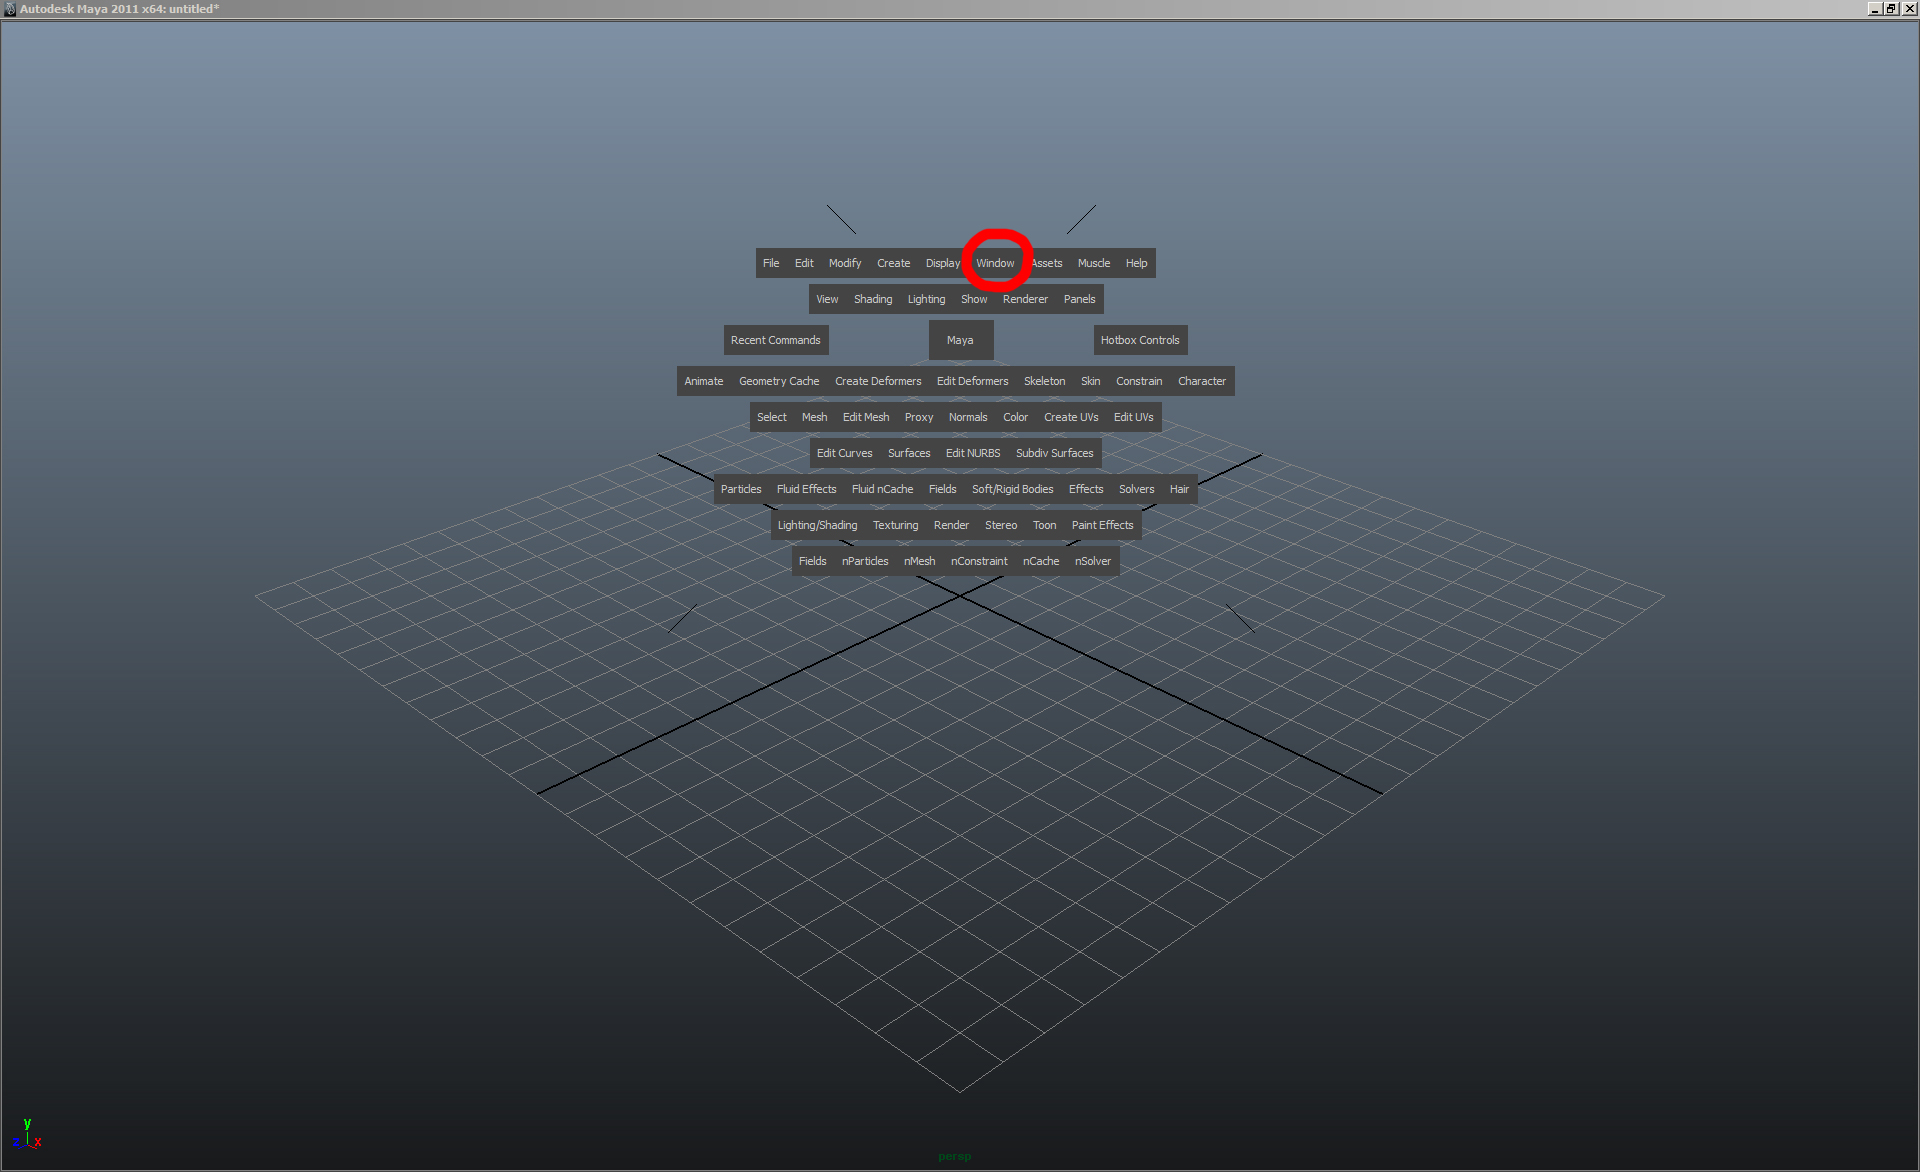 Autodesk Maya 2011 x64: untitled*
File Edit Modify Create Display Window Assets Muscle Help
View Shading Lighting Show Renderer Panels
Recent Commands Maya Hotbox Controls
Animate Geometry Cache Create Deformers Edit Deformers Skeleton Skin Constrain Character
Select Mesh Edit Mesh Proxy Normals Color Create UVs Edit UVs
Edit Curves Surfaces Edit NURBS Subdiv Surfaces
Particles Fluid Effects Fluid nCache Fields Soft/Rigid Bodies Effects Solvers Hair
Lighting/Shading Texturing Render Stereo Toon Paint Effects
Fields nParticles nMesh nConstraint nCache nSolver
y
z x
persp